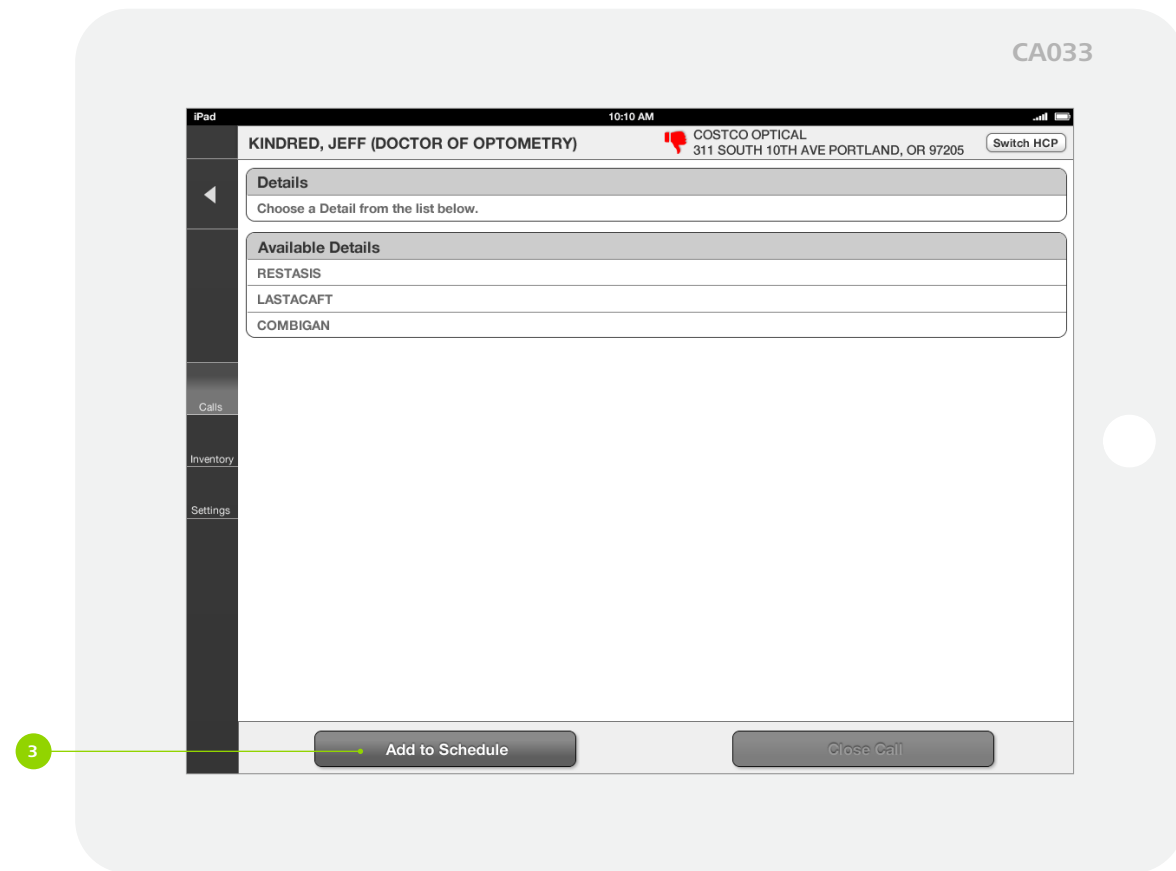 CA033
iPad 10:10 AM
KINDRED, JEFF (DOCTOR OF OPTOMETRY)
COSTCO OPTICAL
311 SOUTH 10TH AVE PORTLAND, OR 97205
Switch HCP
Details
Choose a Detail from the list below.
Available Details
RESTASIS
LASTACAFT
COMBIGAN
Calls
Inventory
Settings
3
Add to Schedule
Close Call